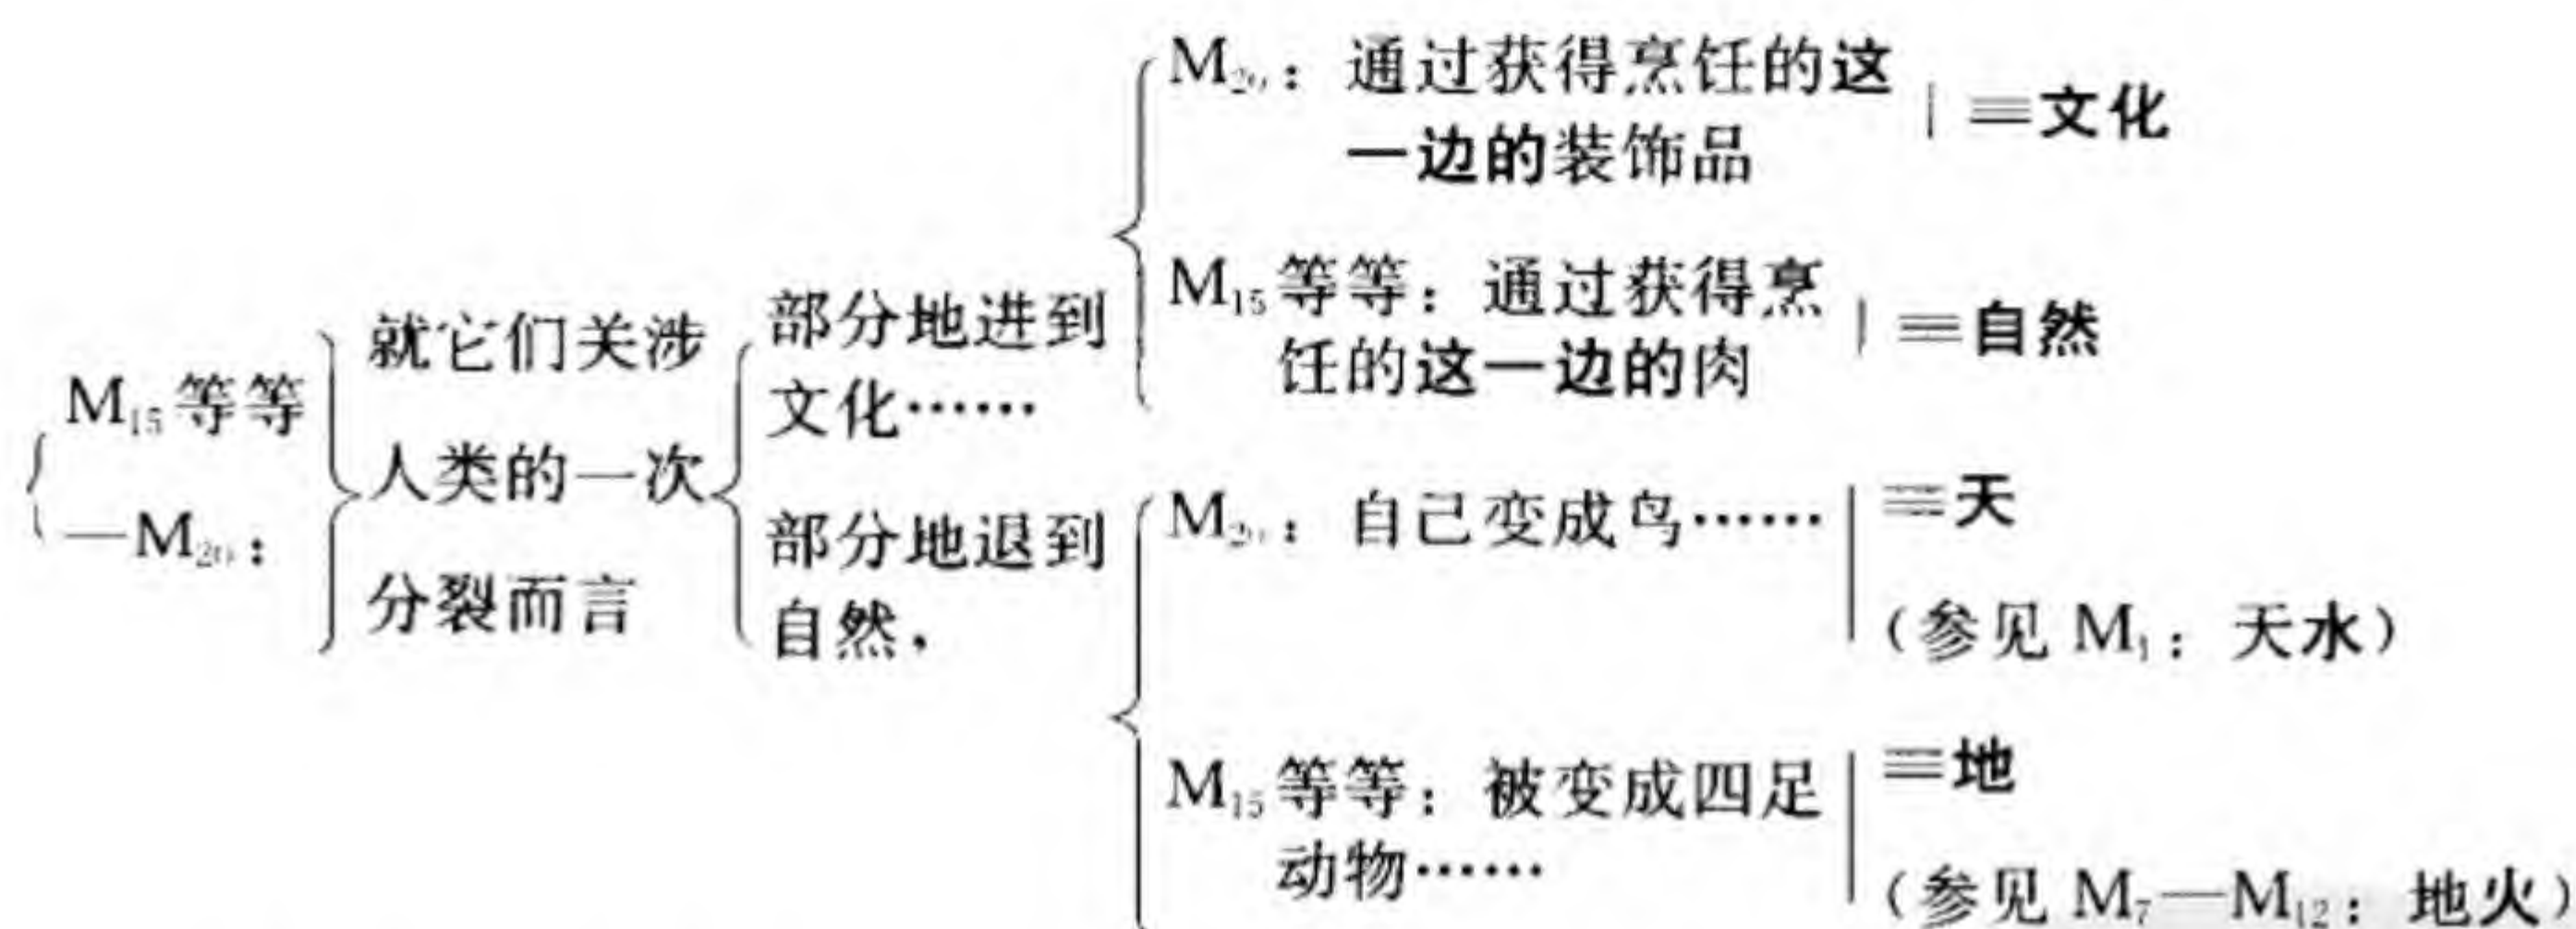 M₂₀：通过获得烹饪的这
一边的装饰品
≡文化
M₁₅等等：通过获得烹
饪的这一边的肉
≡自然
M₁₅等等
—M₂₀：
就它们关涉
人类的一次
分裂而言
部分地进到
文化……
部分地退到
自然，
M₂₀：自己变成鸟……
≡天
（参见 M₁：天水）
M₁₅等等：被变成四足
动物……
≡地
（参见 M₇—M₁₂：地火）